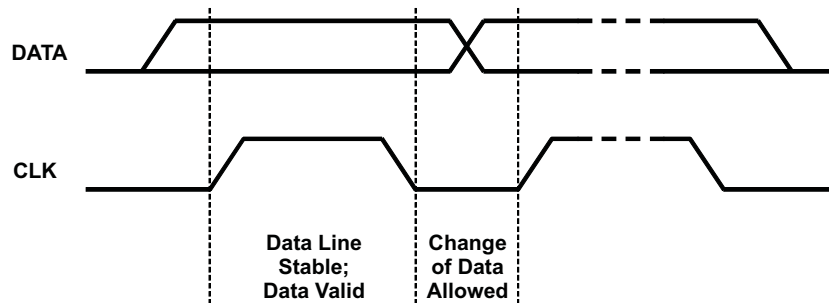 DATA
CLK
Data Line
Stable;
Data Valid
Change
of Data
Allowed